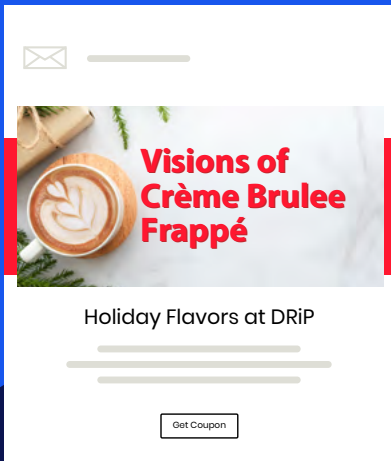 Visions of
Crème Brulee
Frappé
Holiday Flavors at DRiP
Get Coupon